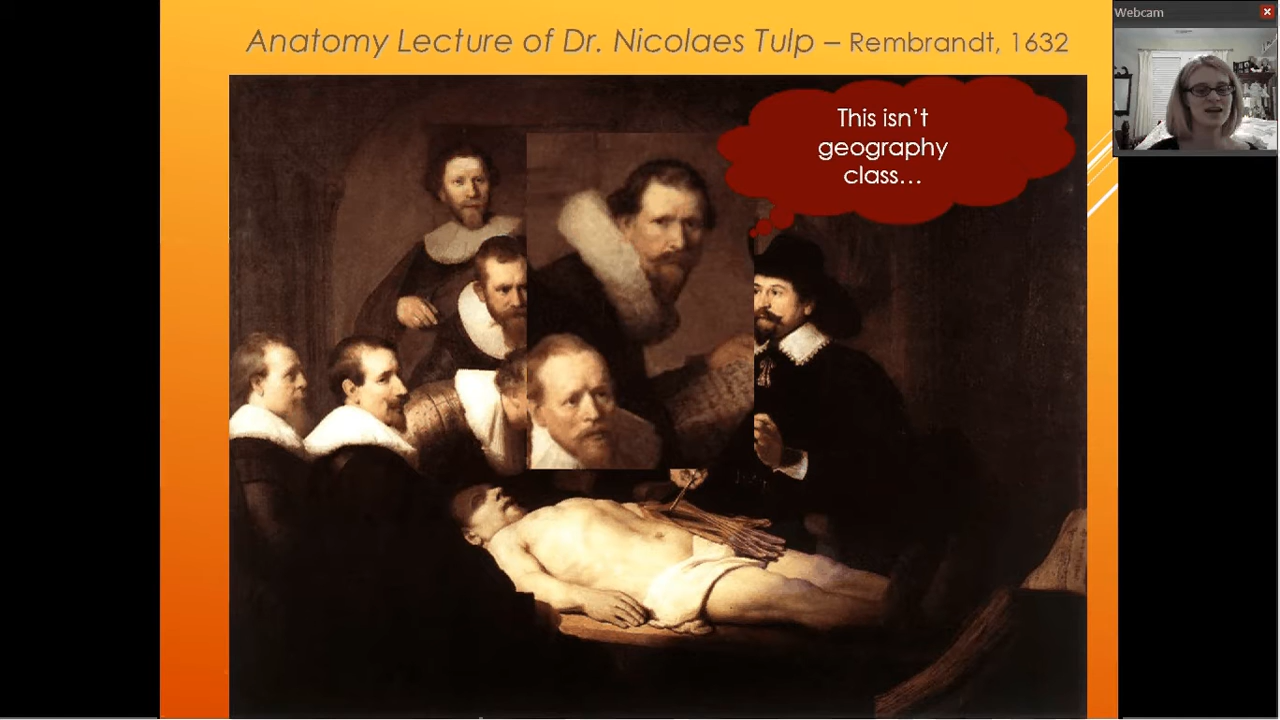 Anatomy Lecture of Dr. Nicolaes Tulp – Rembrandt, 1632
Webcam
This isn't
geography
class...